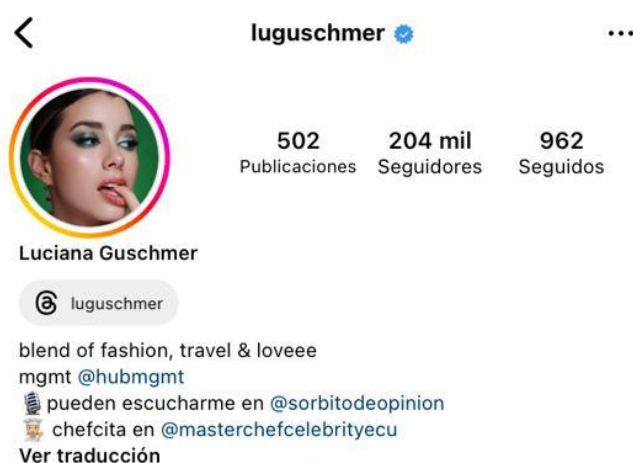 luguschmer
502 204 mil 962
Publicaciones Seguidores Seguidos
Luciana Guschmer
luguschmer
blend of fashion, travel & loveee
mgmt @hubmgmt
🎙️ pueden escucharme en @sorbitodeopinion
👩🏼‍🍳 chefcita en @masterchefcelebrityecu
Ver traducción